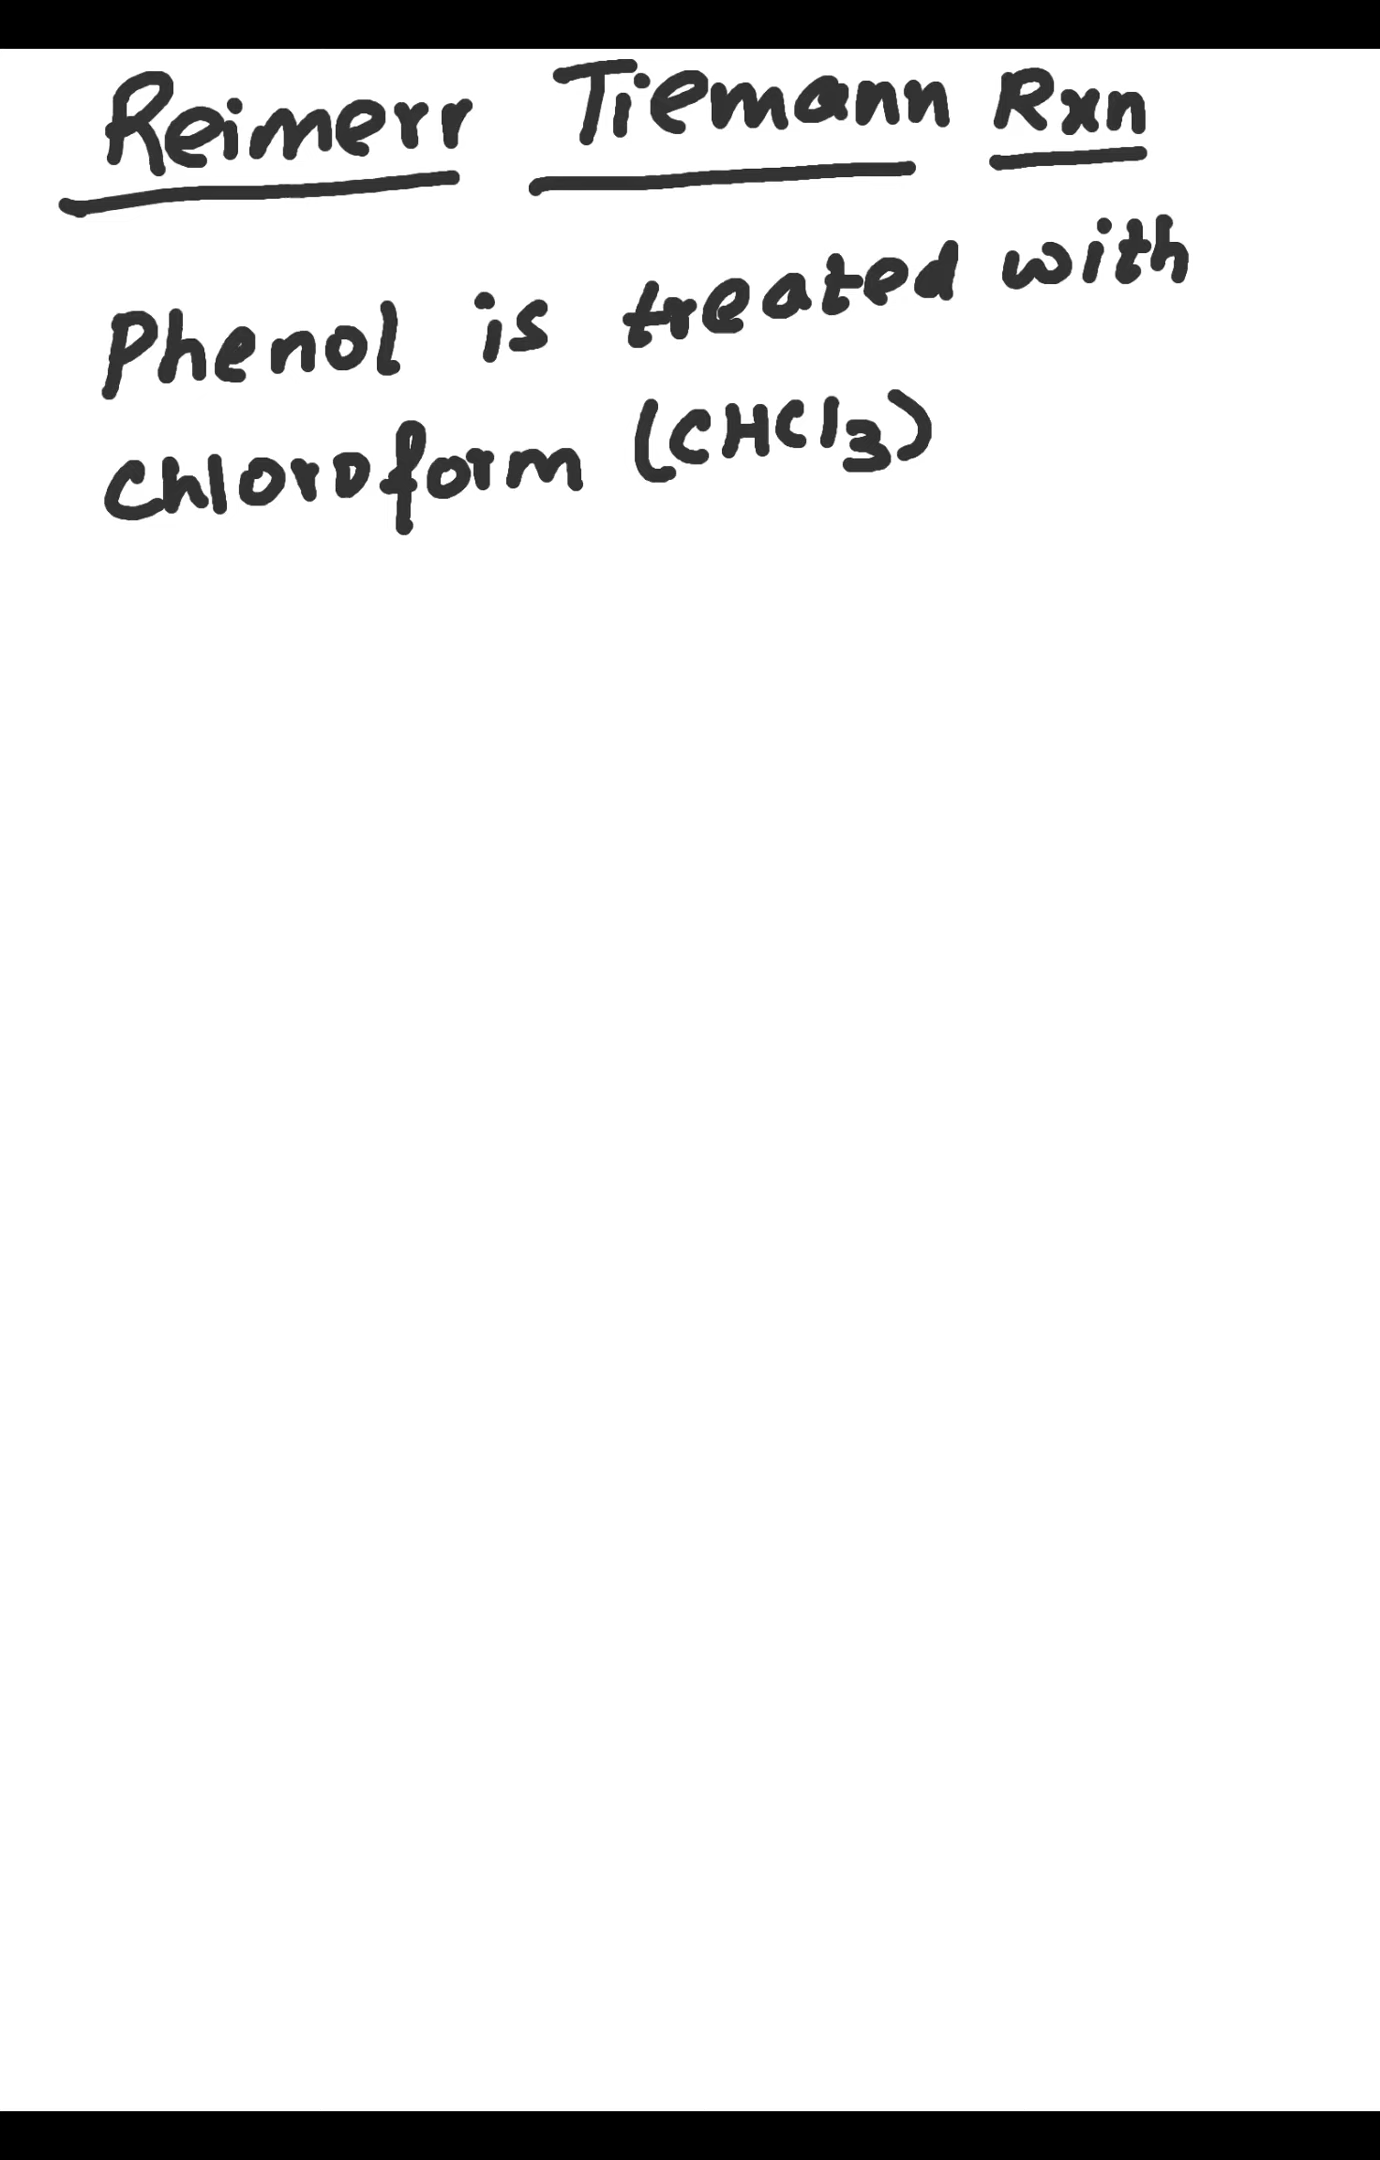 Reimerr Tiemann Rxn
Phenol is treated with
Chloroform (CHCl₃)